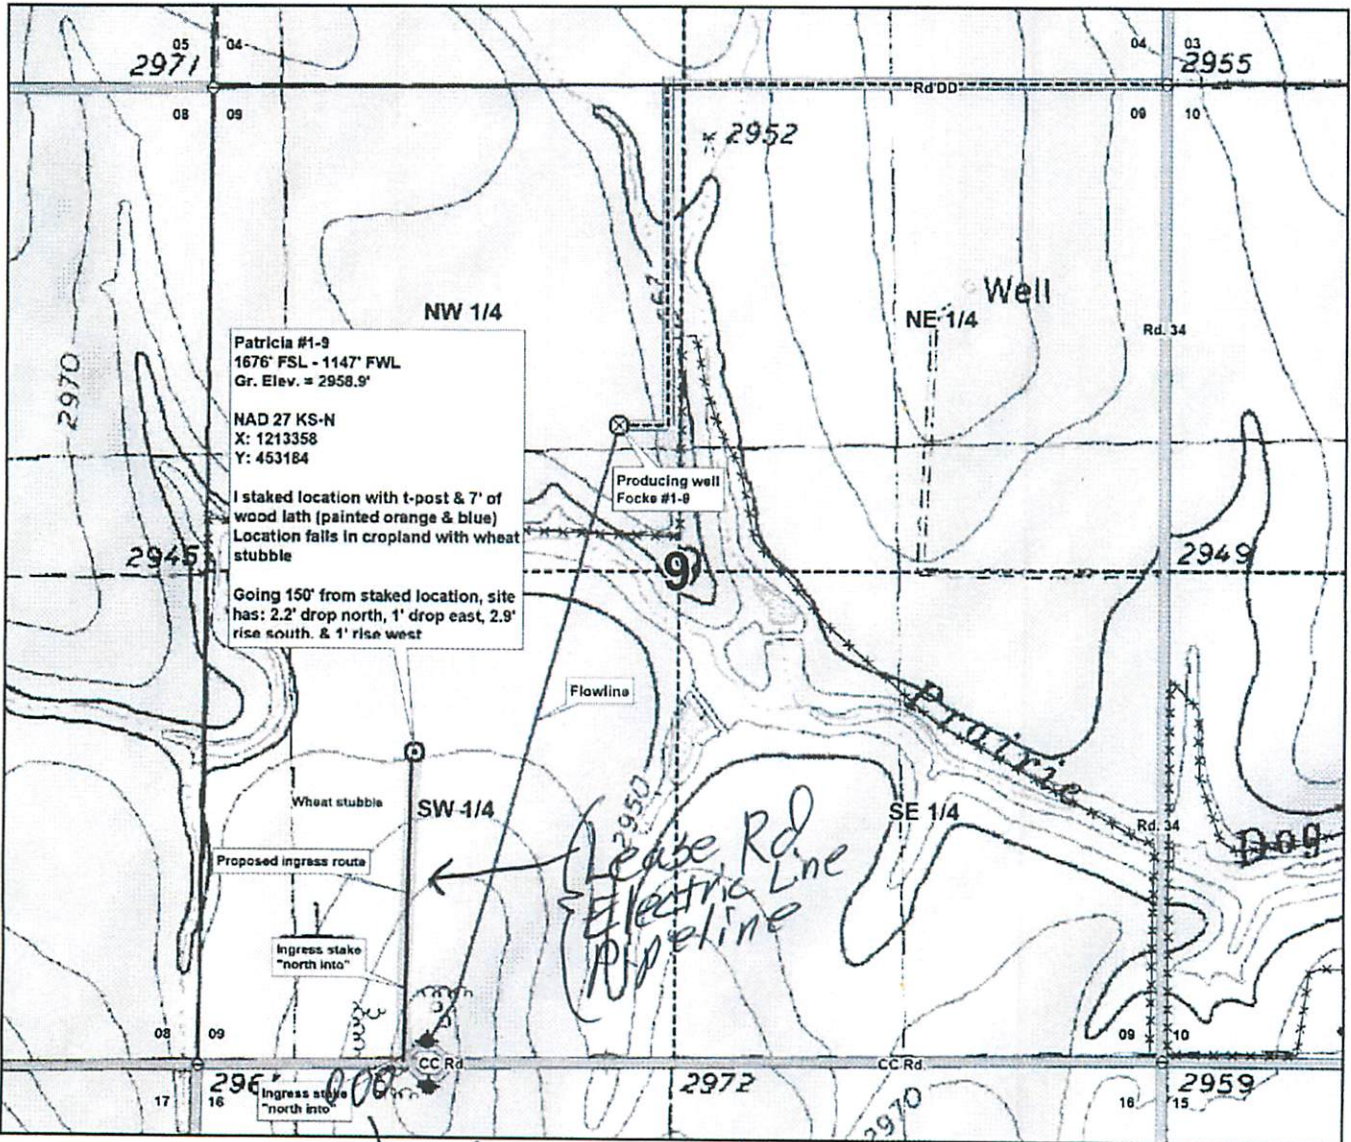 05 04
2971
04 03
2955
Rd DD
08 09
09 10
2952
Well
NW 1/4
NE 1/4
Rd. 34
2970
Patricia #1-9
1676' FSL - 1147' FWL
Gr. Elev. = 2958.9'
NAD 27 KS-N
X: 1213358
Y: 453184
I staked location with t-post & 7' of
wood lath (painted orange & blue)
Location falls in cropland with wheat
stubble
Going 150' from staked location, site
has: 2.2' drop north, 1' drop east, 2.9'
rise south, & 1' rise west
Producing well
Focke #1-9
2945
9
2949
Flowline
Prairie
Dog
2950
Wheat stubble
SW 1/4
SE 1/4
Rd. 34
Proposed ingress route
Lease Rd
Electric Line
Pipeline
Ingress stake
"north into"
08 09
09 10
CC Rd.
CC Rd.
296
2972
2959
17 16
Ingress stake
"north into"
16 15
2970